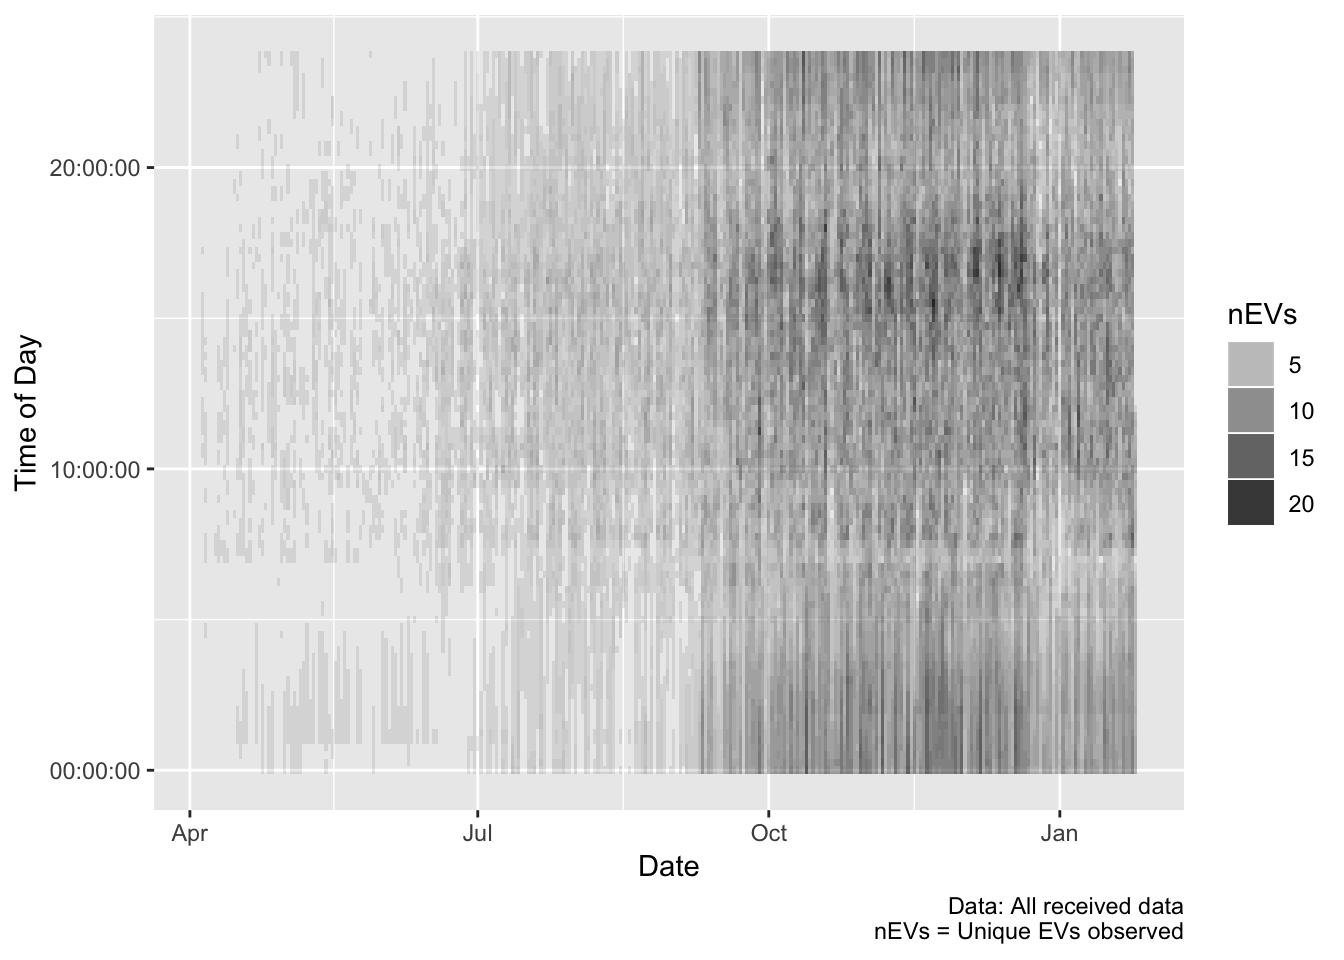 20:00:00
10:00:00
00:00:00
Time of Day
Apr
Jul
Oct
Jan
Date
nEVs
5
10
15
20
Data: All received data
nEVs = Unique EVs observed